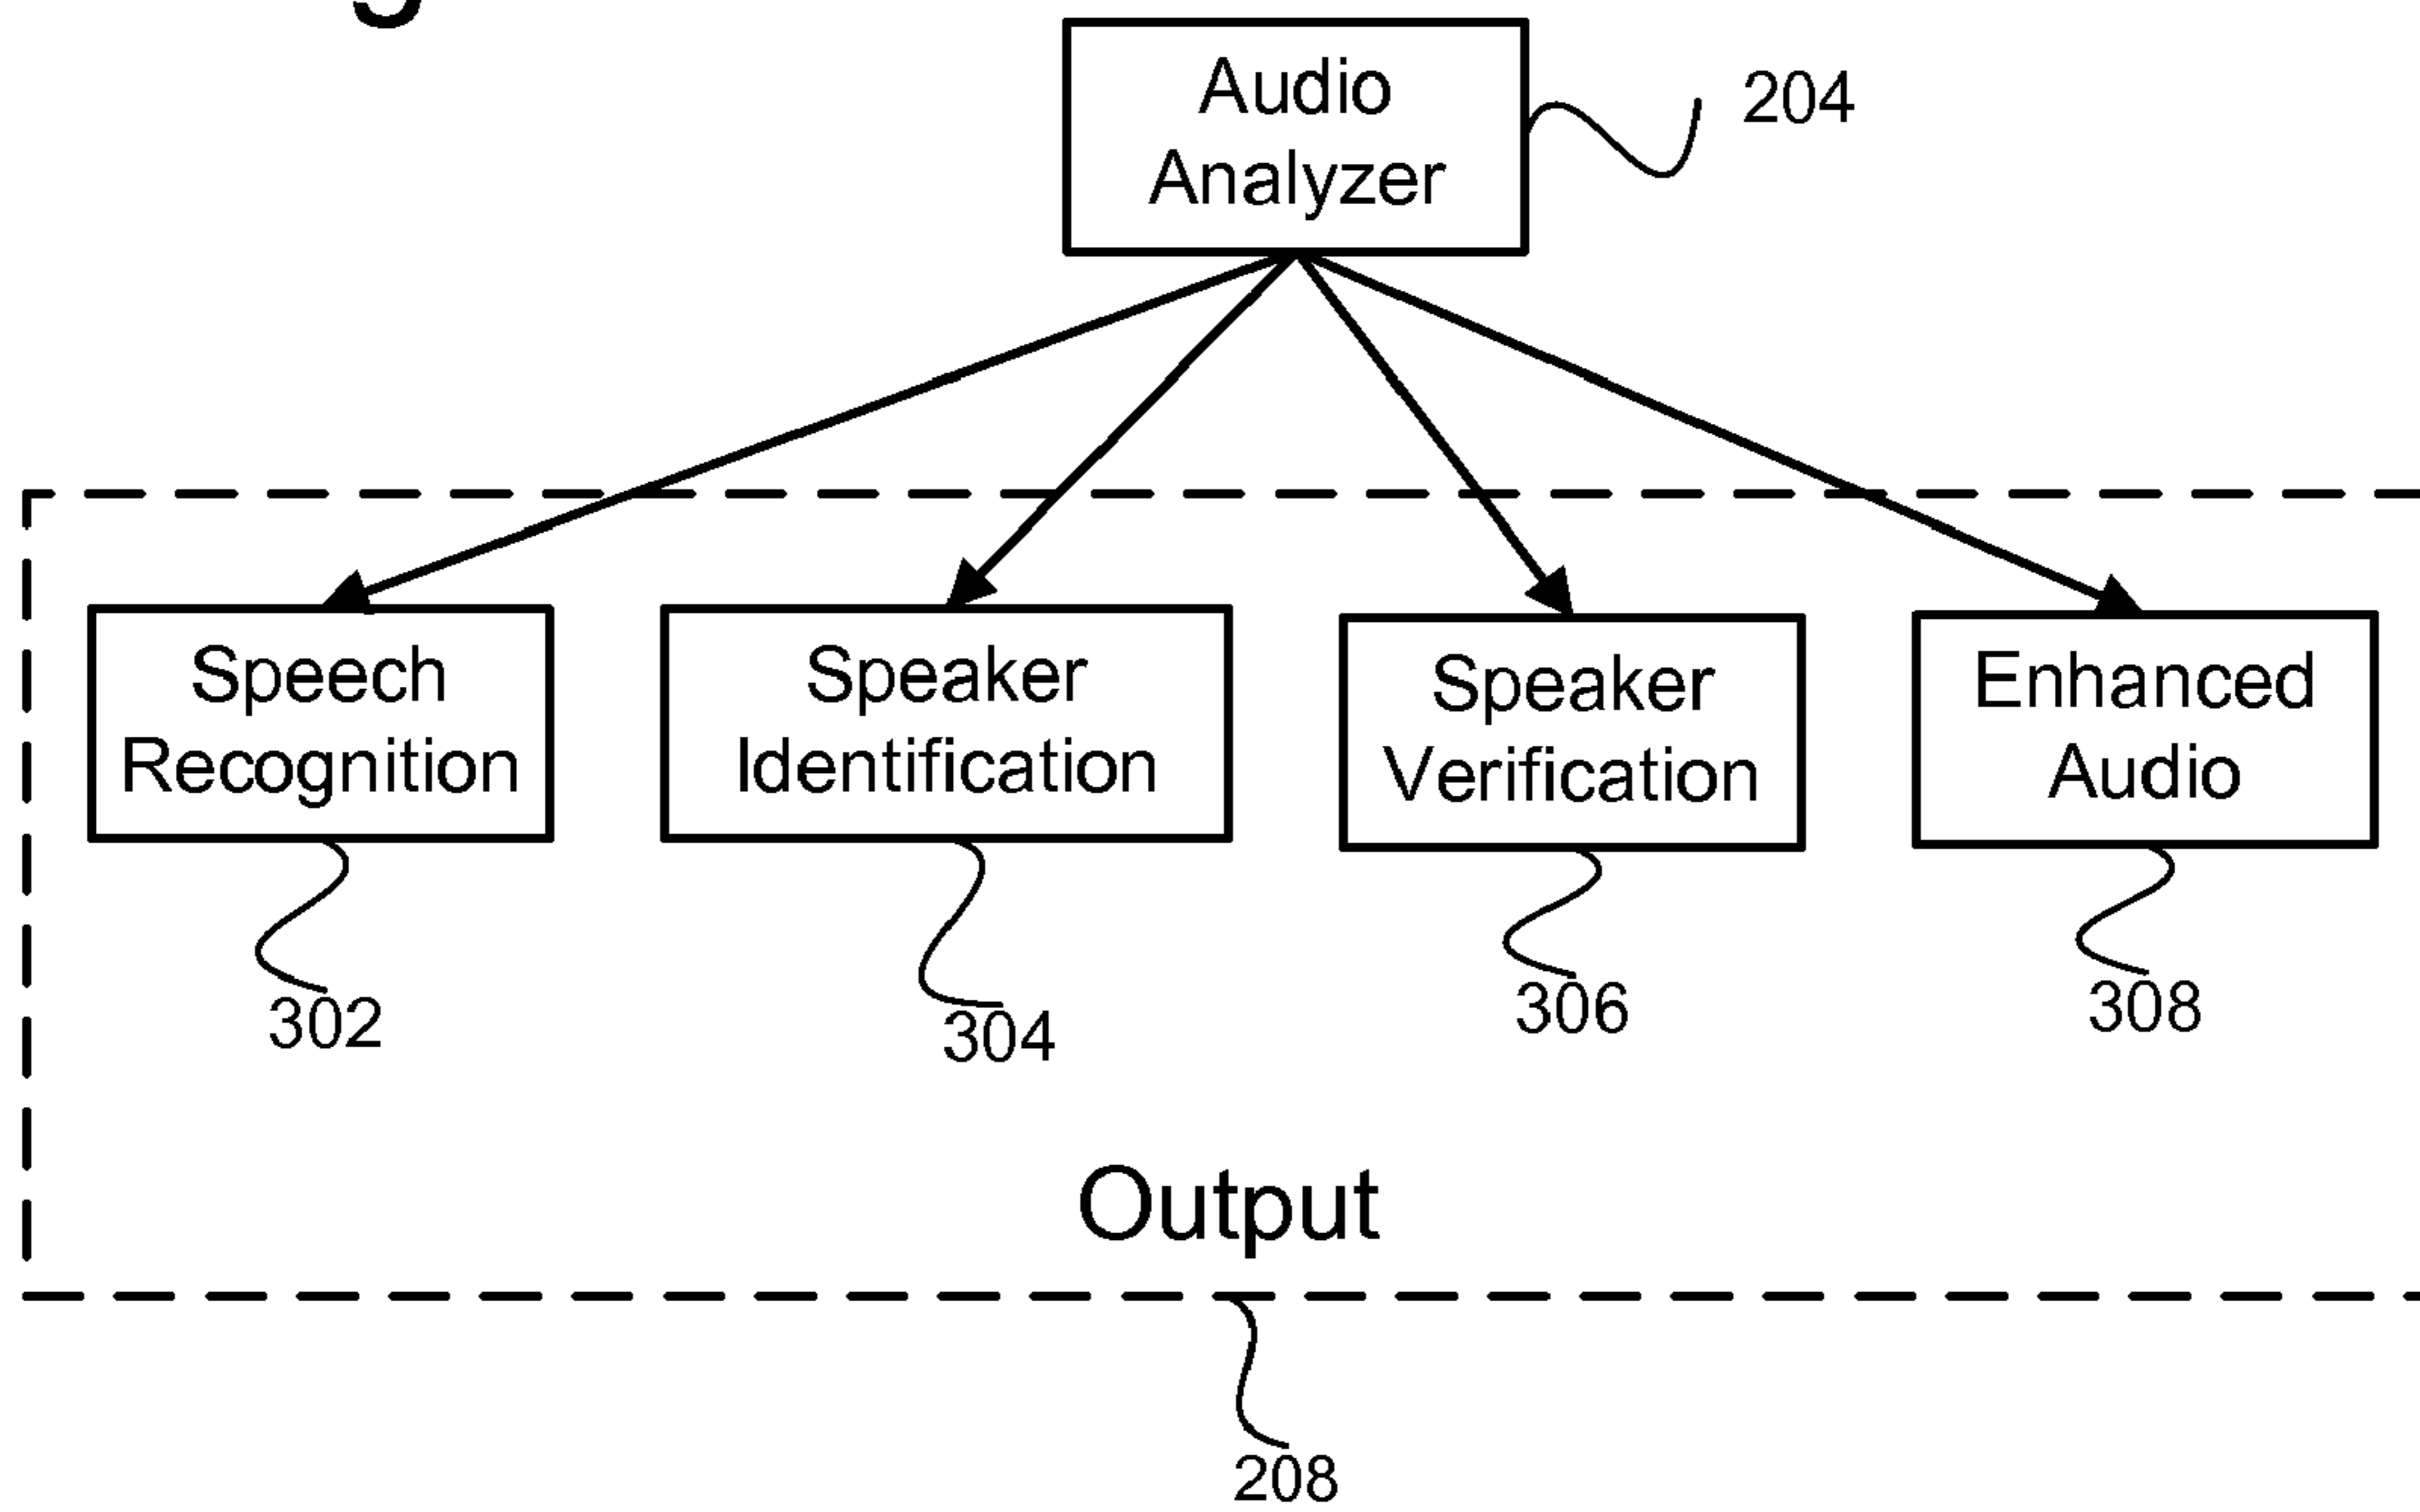 Audio
Analyzer
204
Speech
Recognition
Speaker
Identification
Speaker
Verification
Enhanced
Audio
302
304
306
308
Output
208